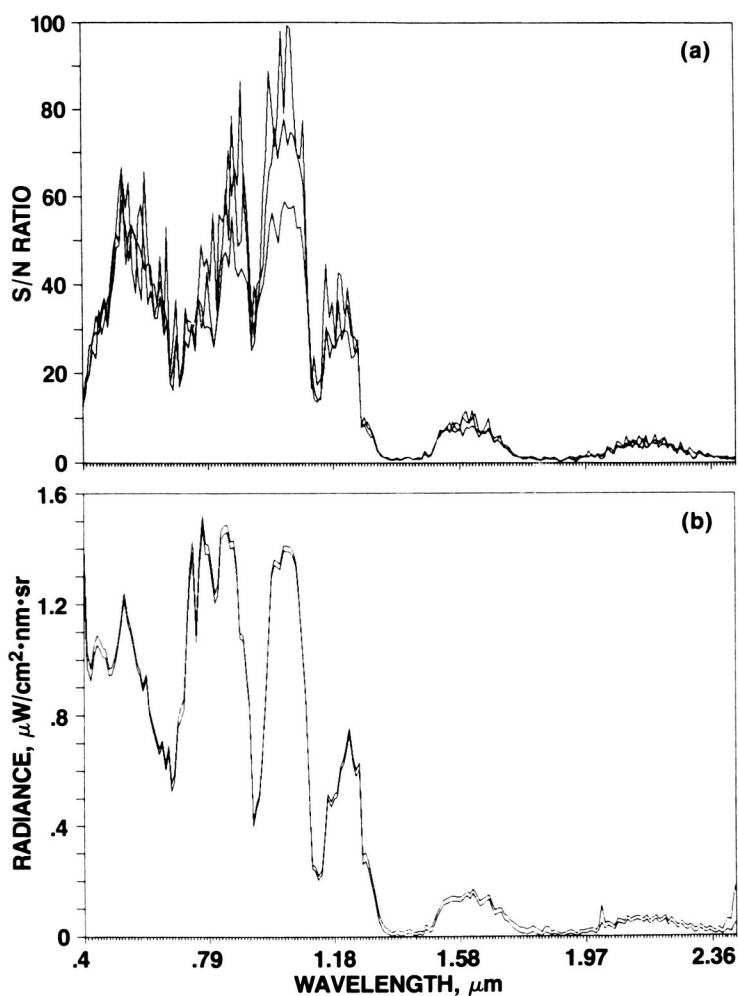 100
(a)
80
60
S/N RATIO
40
20
0
1.6
(b)
1.2
RADIANCE, μW/cm²·nm·sr
.8
.4
0
.4 .79 1.18 1.58 1.97 2.36
WAVELENGTH, μm